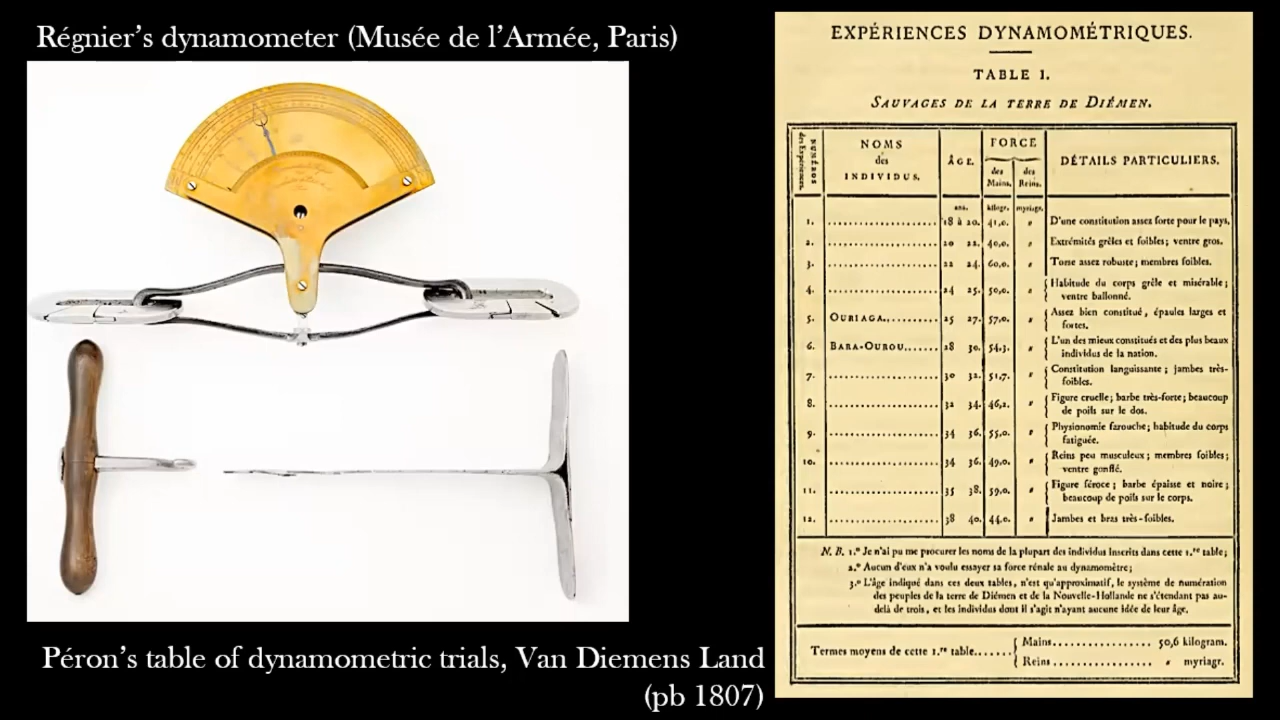 Régnier's dynamometer (Musée de l'Armée, Paris)
Péron's table of dynamometric trials, Van Diemens Land
(pb 1807)
EXPÉRIENCES DYNAMOMÉTRIQUES.
TABLE I.
SAUVAGES DE LA TERRE DE DIÉMEN.
NUMÉROS des Expériences.
NOMS des INDIVIDUS.
ÂGE.
FORCE
des Mains.
des Reins.
DÉTAILS PARTICULIERS.
ans. kilogr. myriagr.
1. 18 à 20. 41,0. " D'une constitution assez forte pour le pays.
2. 20 22. 40,0. " Extrémités grêles et foibles; ventre gros.
3. 22 24. 60,0. " Torse assez robuste; membres foibles.
4. 24 25. 50,0. " Habitude du corps grêle et misérable;
ventre ballonné.
5. OURIAGA. 25 27. 57,0. " Assez bien constitué, épaules larges et
fortes.
6. BARA-OUROU. 28 30. 54,3. " L'un des mieux constitués et des plus beaux
individus de la nation.
7. 30 32. 51,7. " Constitution languissante; jambes très-
foibles.
8. 32 34. 46,2. " Figure cruelle; barbe très-forte; beaucoup
de poils sur le dos.
9. 34 36. 55,0. " Physionomie farouche; habitude du corps
fatiguée.
10. 34 36. 49,0. " Reins peu musculeux; membres foibles;
ventre gonflé.
11. 35 38. 59,0. " Figure féroce; barbe épaisse et noire;
beaucoup de poils sur le corps.
12. 38 40. 44,0. " Jambes et bras très-foibles.
N. B. 1.° Je n'ai pu me procurer les noms de la plupart des individus inscrits dans cette 1.re table;
2.° Aucun d'eux n'a voulu essayer sa force rénale au dynamomètre;
3.° L'âge indiqué dans ces deux tables, n'est qu'approximatif, le système de numération
des peuples de la terre de Diémen et de la Nouvelle-Hollande ne s'étendant pas au-
delà de trois, et les individus dont il s'agit n'ayant aucune idée de leur âge.
Termes moyens de cette 1.re table.......
Mains.................. 50,6 kilogram.
Reins.................. " myriagr.